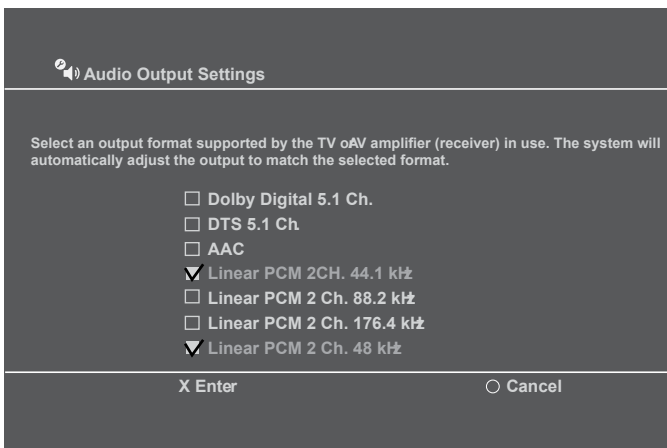 Audio Output Settings
Select an output format supported by the TV oAV amplifier (receiver) in use. The system will
automatically adjust the output to match the selected format.
Dolby Digital 5.1 Ch.
DTS 5.1 Ch.
AAC
Linear PCM 2CH. 44.1 kHz
Linear PCM 2 Ch. 88.2 kHz
Linear PCM 2 Ch. 176.4 kHz
Linear PCM 2 Ch. 48 kHz
X Enter
Cancel